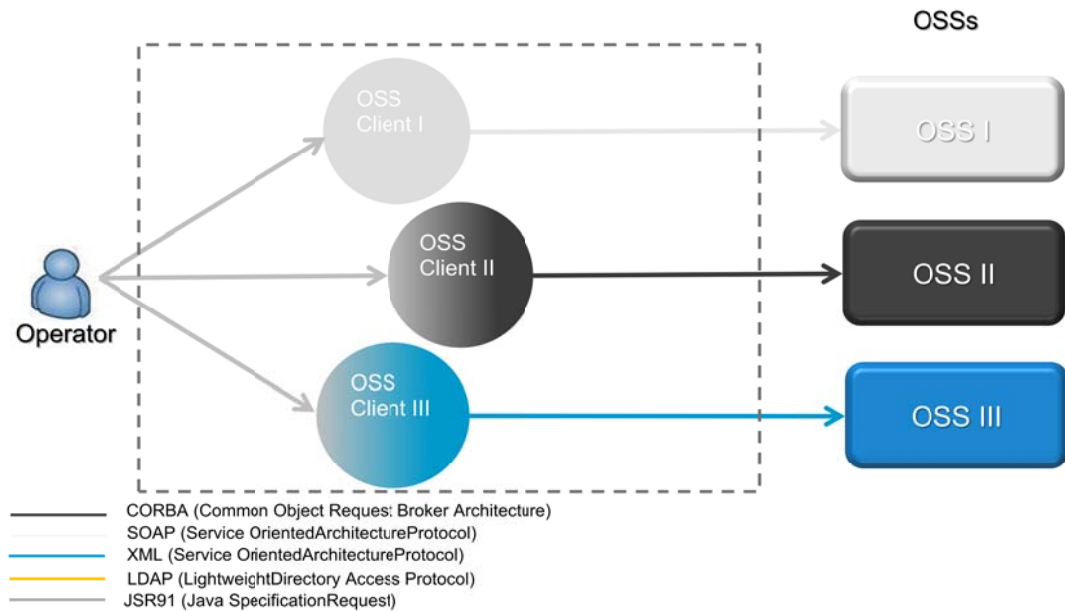 OSSs
OSS
Client I
OSS I
OSS
Client II
OSS II
Operator
OSS
Client III
OSS III
CORBA (Common Object Request Broker Architecture)
SOAP (Service OrientedArchitectureProtocol)
XML (Service OrientedArchitectureProtocol)
LDAP (LightweightDirectory Access Protocol)
JSR91 (Java SpecificationRequest)